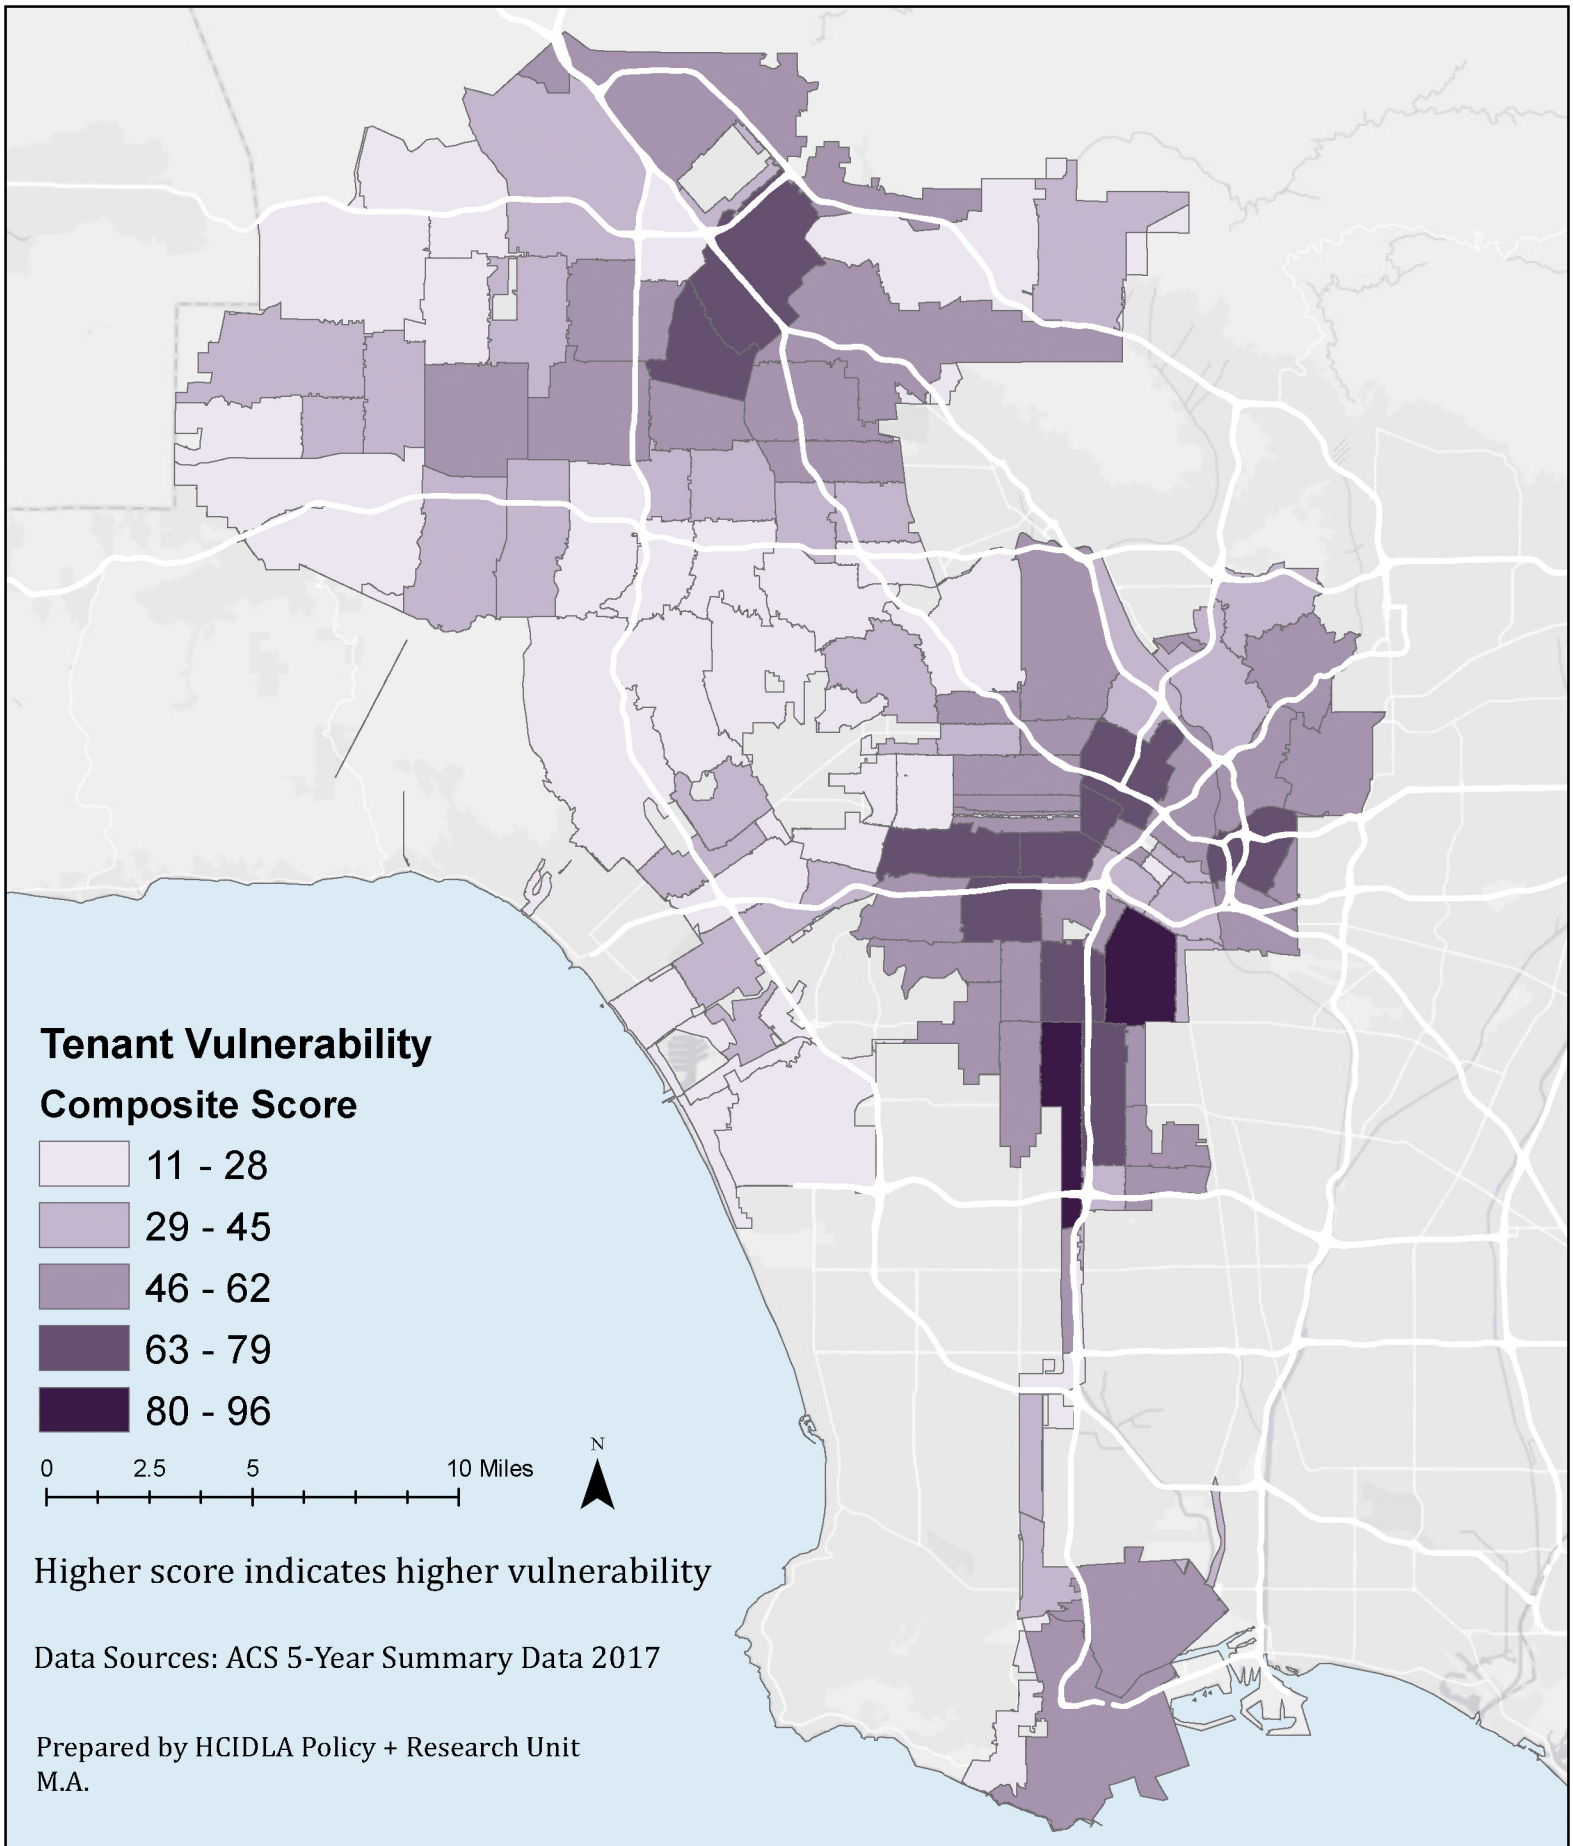 Tenant Vulnerability
Composite Score
11 - 28
29 - 45
46 - 62
63 - 79
80 - 96
0 2.5 5 10 Miles
N
Higher score indicates higher vulnerability
Data Sources: ACS 5-Year Summary Data 2017
Prepared by HCIDLA Policy + Research Unit
M.A.